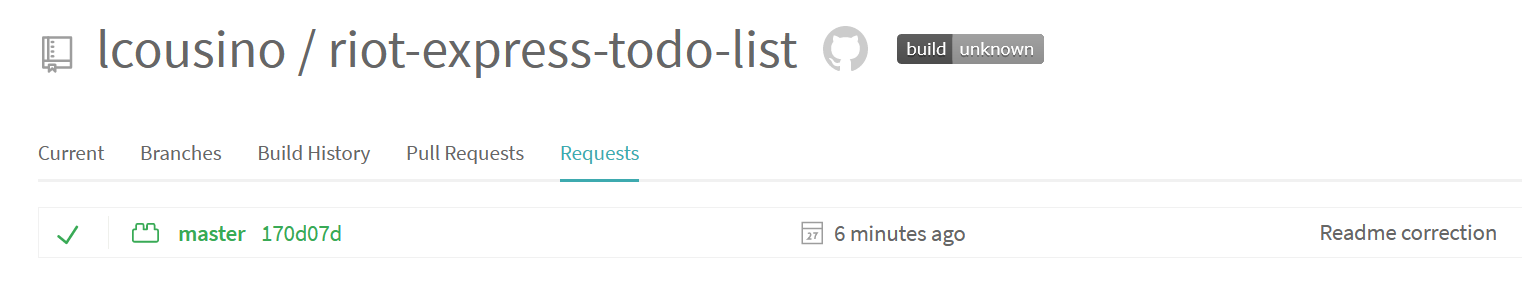 lcousino / riot-express-todo-list build unknown
Current Branches Build History Pull Requests Requests
master 170d07d 27 6 minutes ago Readme correction